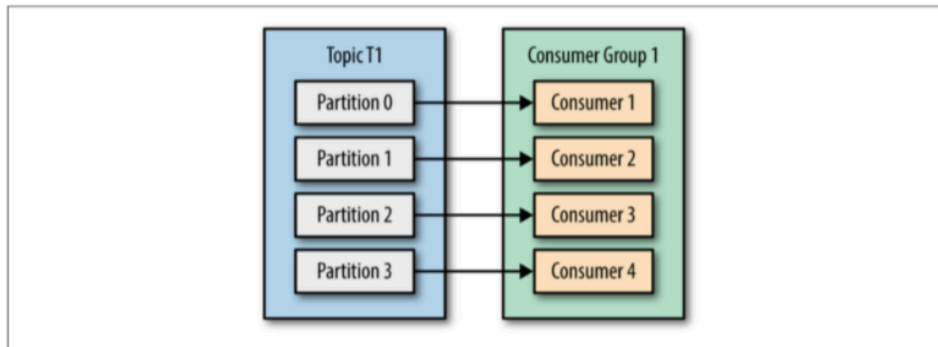 Topic T1
Partition 0
Partition 1
Partition 2
Partition 3
Consumer Group 1
Consumer 1
Consumer 2
Consumer 3
Consumer 4